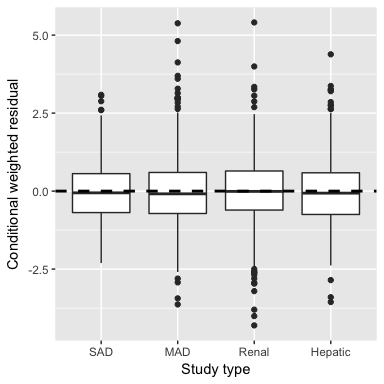 Conditional weighted residual
5.0
2.5
0.0
-2.5
SAD
MAD
Renal
Hepatic
Study type